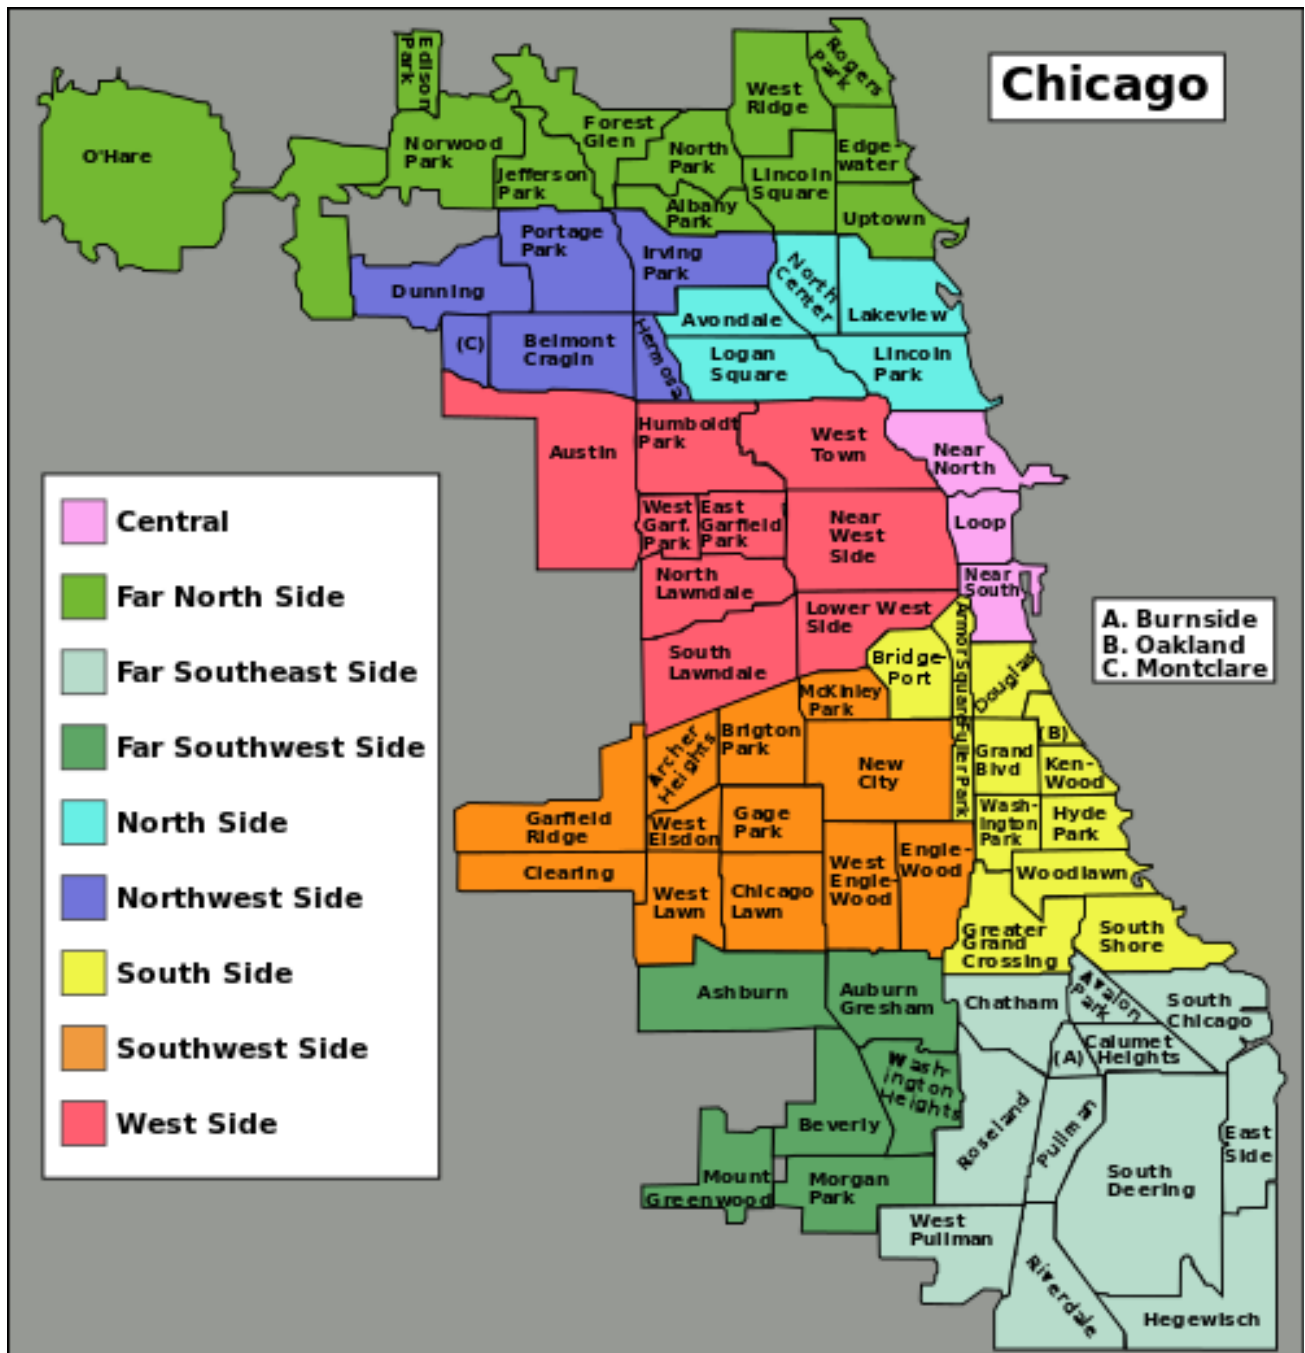 Chicago
Edison
Park
Rogers
Park
West
Ridge
O'Hare
Norwood
Park
Forest
Glen
North
Park
Edge-
water
Jefferson
Park
Lincoln
Square
Albany
Park
Uptown
Portage
Park
Irving
Park
North
Center
Dunning
Avondale
Lakeview
(C)
Belmont
Cragin
Hermosa
Logan
Square
Lincoln
Park
Austin
Humboldt
Park
West
Town
Near
North
West
Garf.
Park
East
Garfield
Park
Near
West
Side
Loop
North
Lawndale
Near
South
Lower West
Side
South
Lawndale
Bridge-
Port
Armor Square
Douglas
McKinley
Park
Archer
Heights
Brigton
Park
New
City
Fuller Park
Grand
Blvd
(B)
Ken-
Wood
Garfield
Ridge
West
Elsdon
Gage
Park
Wash-
ington
Park
Hyde
Park
Clearing
West
Lawn
Chicago
Lawn
West
Engle-
Wood
Engle-
Wood
Woodlawn
Greater
Grand
Crossing
South
Shore
Ashburn
Auburn
Gresham
Chatham
Avalon
Park
South
Chicago
Wash-
ington
Heights
(A)
Calumet
Heights
Beverly
Roseland
Pullman
East
Side
Mount
Greenwood
Morgan
Park
South
Deering
West
Pullman
Riverdale
Hegewisch
Central
Far North Side
Far Southeast Side
Far Southwest Side
North Side
Northwest Side
South Side
Southwest Side
West Side
A. Burnside
B. Oakland
C. Montclare